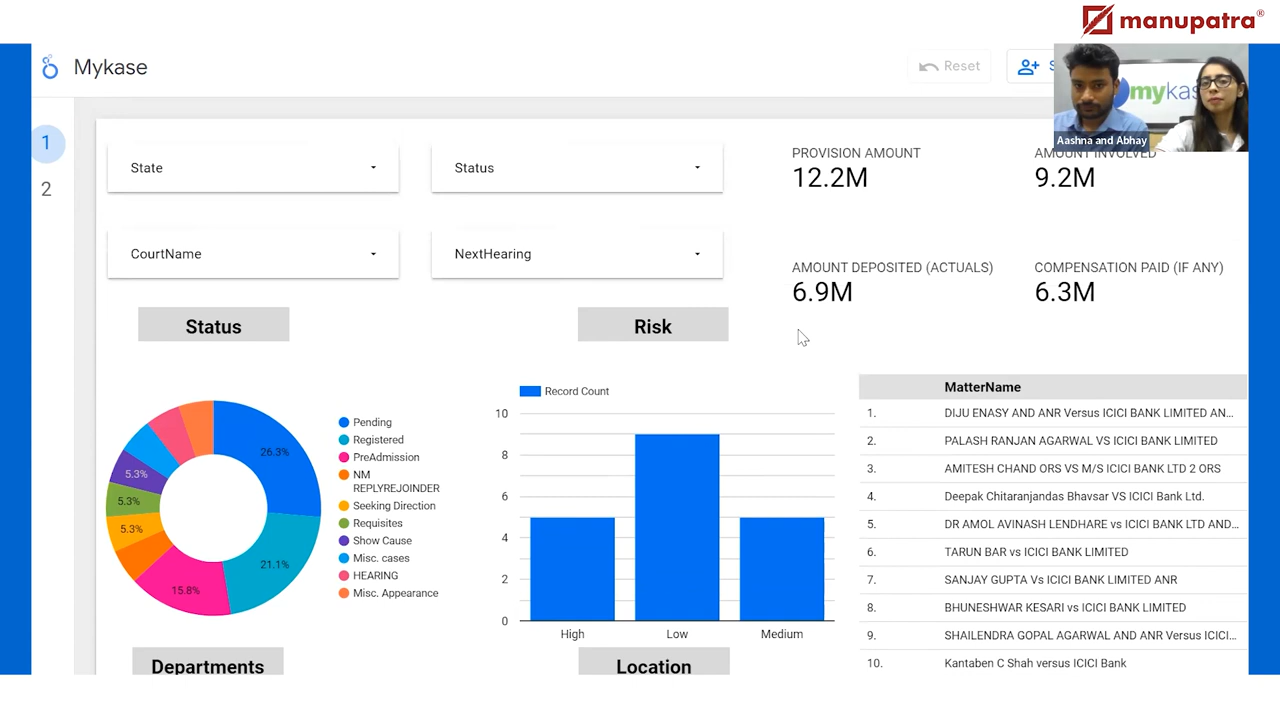 manupatra®
Mykase
Reset
S
mykas
Aashna and Abhay
1
2
State
Status
CourtName
NextHearing
PROVISION AMOUNT
12.2M
AMOUNT INVOLVED
9.2M
AMOUNT DEPOSITED (ACTUALS)
6.9M
COMPENSATION PAID (IF ANY)
6.3M
Status
Risk
26.3%
21.1%
15.8%
5.3%
5.3%
5.3%
Pending
Registered
PreAdmission
NM
REPLYREJOINDER
Seeking Direction
Requisites
Show Cause
Misc. cases
HEARING
Misc. Appearance
Record Count
10
8
6
4
2
0
High
Low
Medium
MatterName
1. DIJU ENASY AND ANR Versus ICICI BANK LIMITED AN...
2. PALASH RANJAN AGARWAL VS ICICI BANK LIMITED
3. AMITESH CHAND ORS VS M/S ICICI BANK LTD 2 ORS
4. Deepak Chitaranjandas Bhavsar VS ICICI Bank Ltd.
5. DR AMOL AVINASH LENDHARE vs ICICI BANK LTD AND...
6. TARUN BAR vs ICICI BANK LIMITED
7. SANJAY GUPTA Vs ICICI BANK LIMITED ANR
8. BHUNESHWAR KESARI vs ICICI BANK LIMITED
9. SHAILENDRA GOPAL AGARWAL AND ANR Versus ICICI...
10. Kantaben C Shah versus ICICI Bank
Departments
Location